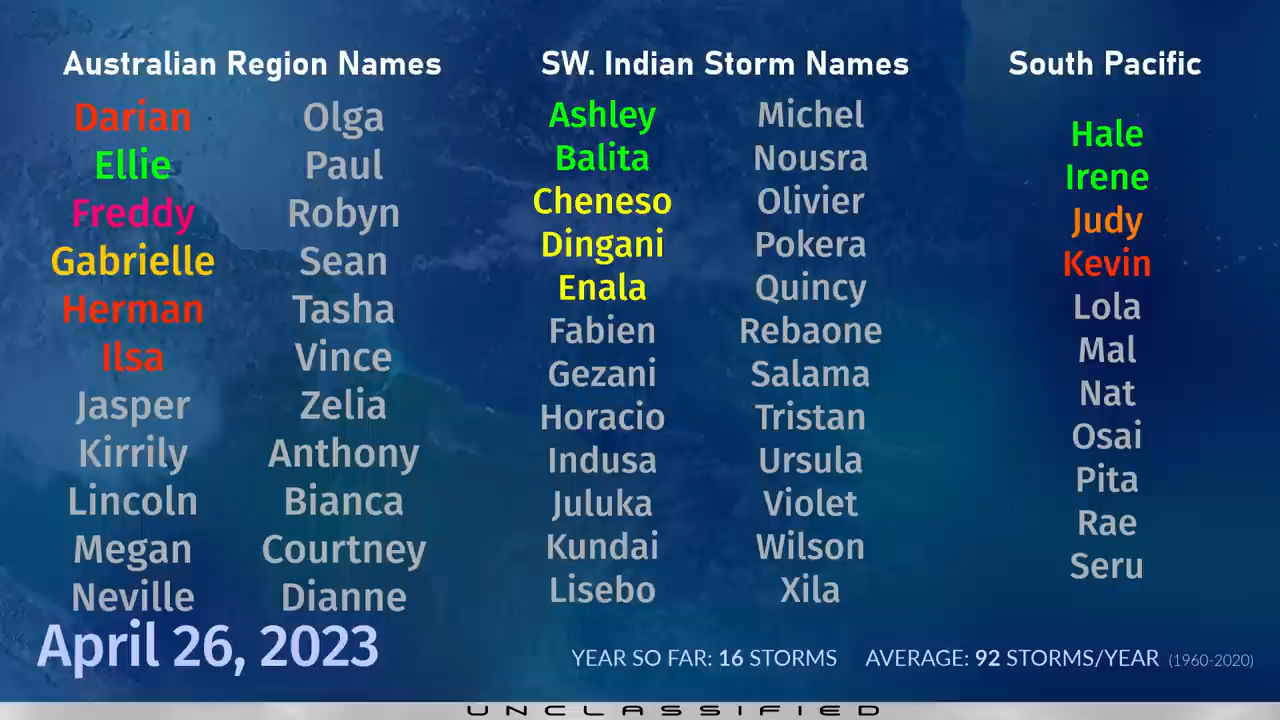 Australian Region Names
Darian
Ellie
Freddy
Gabrielle
Herman
Ilsa
Jasper
Kirrily
Lincoln
Megan
Neville
Olga
Paul
Robyn
Sean
Tasha
Vince
Zelia
Anthony
Bianca
Courtney
Dianne
SW. Indian Storm Names
Ashley
Balita
Cheneso
Dingani
Enala
Fabien
Gezani
Horacio
Indusa
Juluka
Kundai
Lisebo
Michel
Nousra
Olivier
Pokera
Quincy
Rebaone
Salama
Tristan
Ursula
Violet
Wilson
Xila
South Pacific
Hale
Irene
Judy
Kevin
Lola
Mal
Nat
Osai
Pita
Rae
Seru
April 26, 2023
YEAR SO FAR: 16 STORMS
AVERAGE: 92 STORMS/YEAR (1960-2020)
UNCLASSIFIED